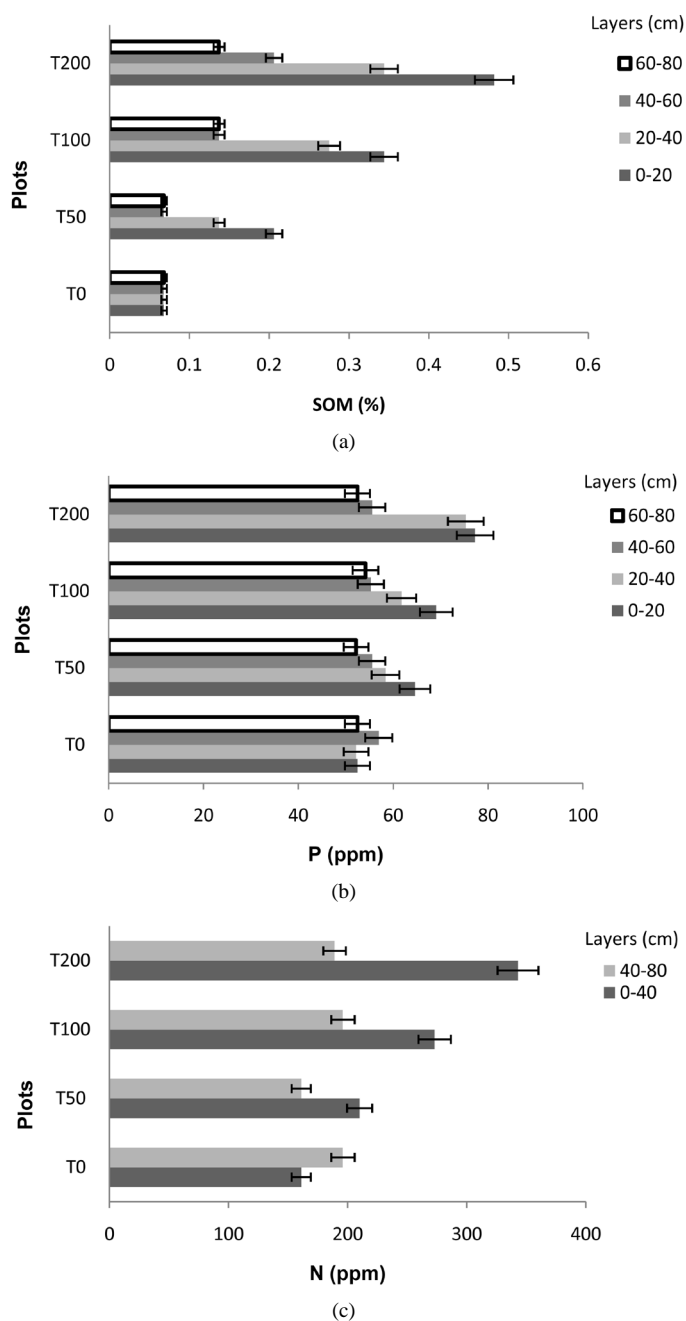 Layers (cm)
60-80
40-60
20-40
0-20
Plots
T200
T100
T50
T0
0 0.1 0.2 0.3 0.4 0.5 0.6
SOM (%)
(a)
Layers (cm)
60-80
40-60
20-40
0-20
Plots
T200
T100
T50
T0
0 20 40 60 80 100
P (ppm)
(b)
Layers (cm)
40-80
0-40
Plots
T200
T100
T50
T0
0 100 200 300 400
N (ppm)
(c)